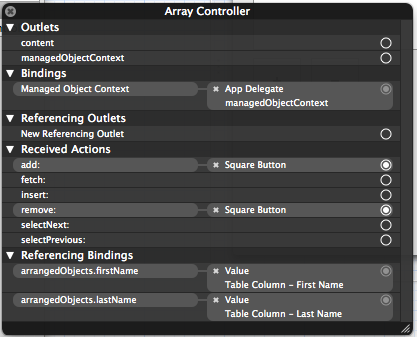 Array Controller
Outlets
content
managedObjectContext
Bindings
Managed Object Context App Delegate
managedObjectContext
Referencing Outlets
New Referencing Outlet
Received Actions
add: Square Button
fetch:
insert:
remove: Square Button
selectNext:
selectPrevious:
Referencing Bindings
arrangedObjects.firstName Value
Table Column – First Name
arrangedObjects.lastName Value
Table Column – Last Name